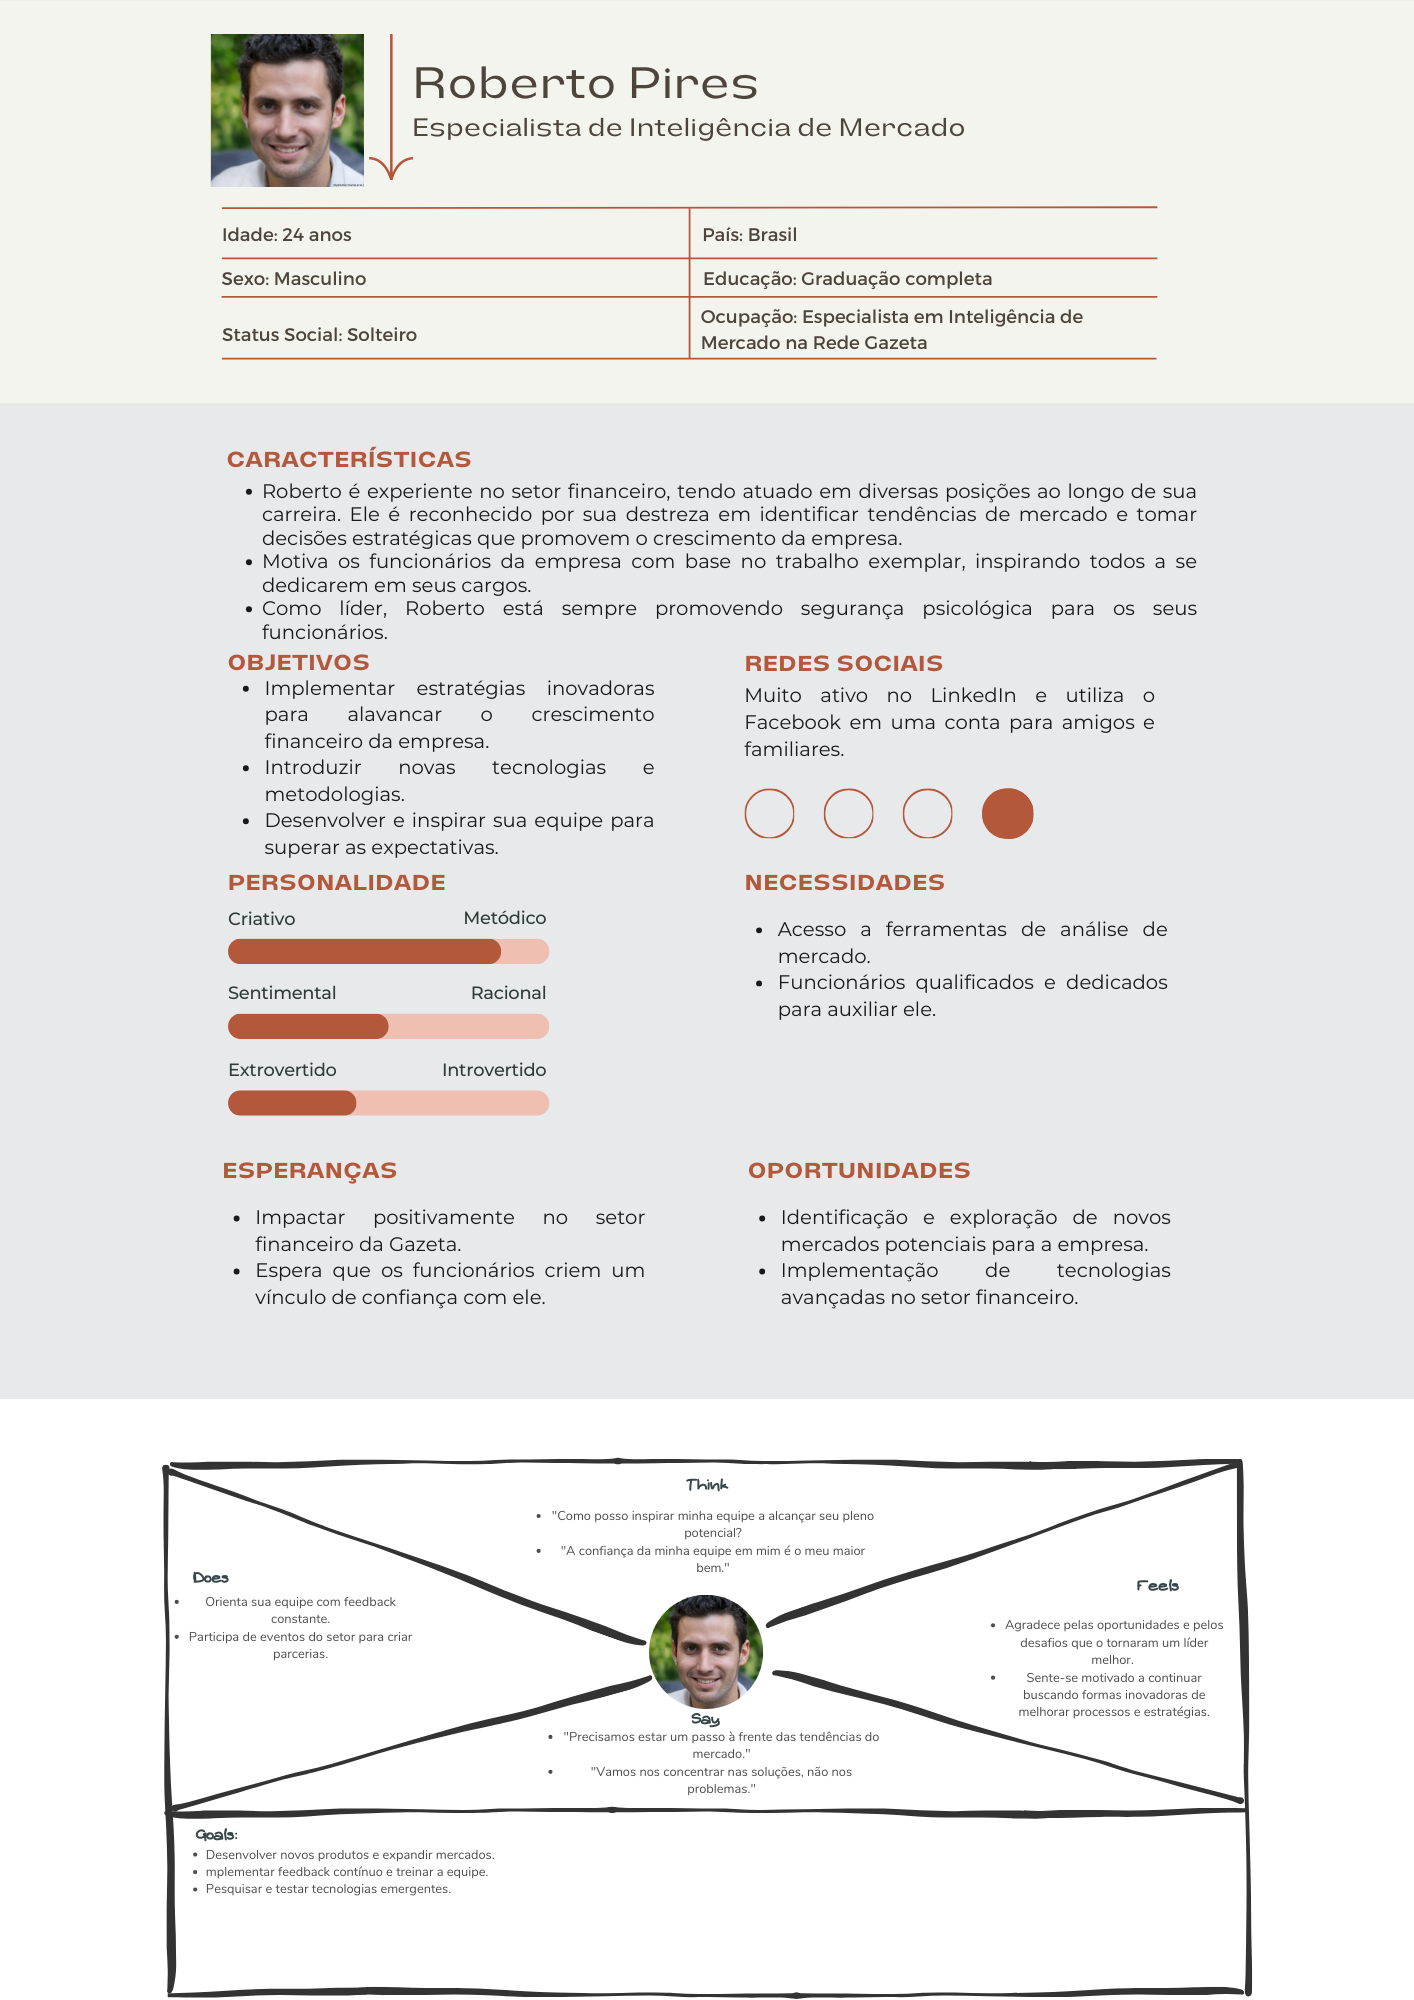 Roberto Pires
Especialista de Inteligência de Mercado
Idade: 24 anos
País: Brasil
Sexo: Masculino
Educação: Graduação completa
Status Social: Solteiro
Ocupação: Especialista em Inteligência de
Mercado na Rede Gazeta
CARACTERÍSTICAS
• Roberto é experiente no setor financeiro, tendo atuado em diversas posições ao longo de sua
carreira. Ele é reconhecido por sua destreza em identificar tendências de mercado e tomar
decisões estratégicas que promovem o crescimento da empresa.
• Motiva os funcionários da empresa com base no trabalho exemplar, inspirando todos a se
dedicarem em seus cargos.
• Como líder, Roberto está sempre promovendo segurança psicológica para os seus
funcionários.
OBJETIVOS
• Implementar estratégias inovadoras
para alavancar o crescimento
financeiro da empresa.
• Introduzir novas tecnologias e
metodologias.
• Desenvolver e inspirar sua equipe para
superar as expectativas.
REDES SOCIAIS
Muito ativo no LinkedIn e utiliza o
Facebook em uma conta para amigos e
familiares.
PERSONALIDADE
Criativo Metódico
Sentimental Racional
Extrovertido Introvertido
NECESSIDADES
• Acesso a ferramentas de análise de
mercado.
• Funcionários qualificados e dedicados
para auxiliar ele.
ESPERANÇAS
• Impactar positivamente no setor
financeiro da Gazeta.
• Espera que os funcionários criem um
vínculo de confiança com ele.
OPORTUNIDADES
• Identificação e exploração de novos
mercados potenciais para a empresa.
• Implementação de tecnologias
avançadas no setor financeiro.
Think
• "Como posso inspirar minha equipe a alcançar seu pleno
potencial?
• "A confiança da minha equipe em mim é o meu maior
bem."
Does
• Orienta sua equipe com feedback
constante.
• Participa de eventos do setor para criar
parcerias.
Feels
• Agradece pelas oportunidades e pelos
desafios que o tornaram um líder
melhor.
• Sente-se motivado a continuar
buscando formas inovadoras de
melhorar processos e estratégias.
Say
• "Precisamos estar um passo à frente das tendências do
mercado."
• "Vamos nos concentrar nas soluções, não nos
problemas."
Goals:
• Desenvolver novos produtos e expandir mercados.
• mplementar feedback contínuo e treinar a equipe.
• Pesquisar e testar tecnologias emergentes.